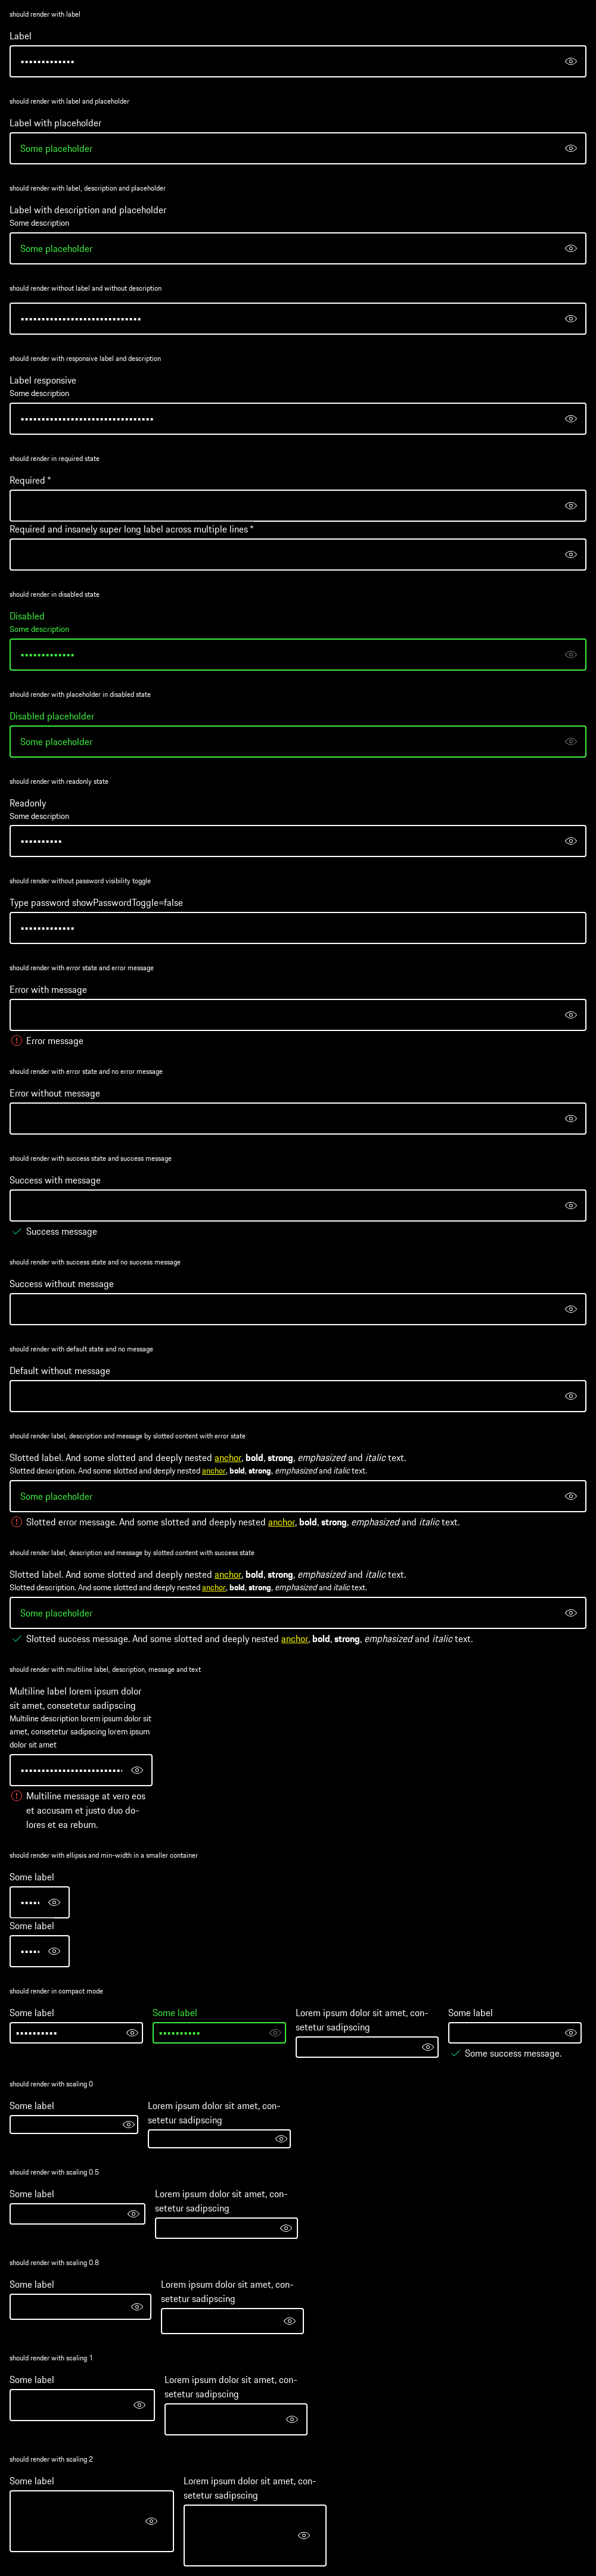 should render with label
Label
•••••••••••••
should render with label and placeholder
Label with placeholder
Some placeholder
should render with label, description and placeholder
Label with description and placeholder
Some description
Some placeholder
should render without label and without description
•••••••••••••••••••••••••••••
should render with responsive label and description
Label responsive
Some description
••••••••••••••••••••••••••••••••
should render in required state
Required *
Required and insanely super long label across multiple lines *
should render in disabled state
Disabled
Some description
•••••••••••••
should render with placeholder in disabled state
Disabled placeholder
Some placeholder
should render with readonly state
Readonly
Some description
••••••••••
should render without password visibility toggle
Type password showPasswordToggle=false
•••••••••••••
should render with error state and error message
Error with message
Error message
should render with error state and no error message
Error without message
should render with success state and success message
Success with message
Success message
should render with success state and no success message
Success without message
should render with default state and no message
Default without message
should render label, description and message by slotted content with error state
Slotted label. And some slotted and deeply nested anchor, bold, strong, emphasized and italic text.
Slotted description. And some slotted and deeply nested anchor, bold, strong, emphasized and italic text.
Some placeholder
Slotted error message. And some slotted and deeply nested anchor, bold, strong, emphasized and italic text.
should render label, description and message by slotted content with success state
Slotted label. And some slotted and deeply nested anchor, bold, strong, emphasized and italic text.
Slotted description. And some slotted and deeply nested anchor, bold, strong, emphasized and italic text.
Some placeholder
Slotted success message. And some slotted and deeply nested anchor, bold, strong, emphasized and italic text.
should render with multiline label, description, message and text
Multiline label lorem ipsum dolor
sit amet, consetetur sadipscing
Multiline description lorem ipsum dolor sit
amet, consetetur sadipscing lorem ipsum
dolor sit amet
•••••••••••••••••••••••••
Multiline message at vero eos
et accusam et justo duo do-
lores et ea rebum.
should render with ellipsis and min-width in a smaller container
Some label
•••••
Some label
•••••
should render in compact mode
Some label
••••••••••
Some label
••••••••••
Lorem ipsum dolor sit amet, con-
setetur sadipscing
Some label
Some success message.
should render with scaling 0
Some label
Lorem ipsum dolor sit amet, con-
setetur sadipscing
should render with scaling 0.5
Some label
Lorem ipsum dolor sit amet, con-
setetur sadipscing
should render with scaling 0.8
Some label
Lorem ipsum dolor sit amet, con-
setetur sadipscing
should render with scaling 1
Some label
Lorem ipsum dolor sit amet, con-
setetur sadipscing
should render with scaling 2
Some label
Lorem ipsum dolor sit amet, con-
setetur sadipscing